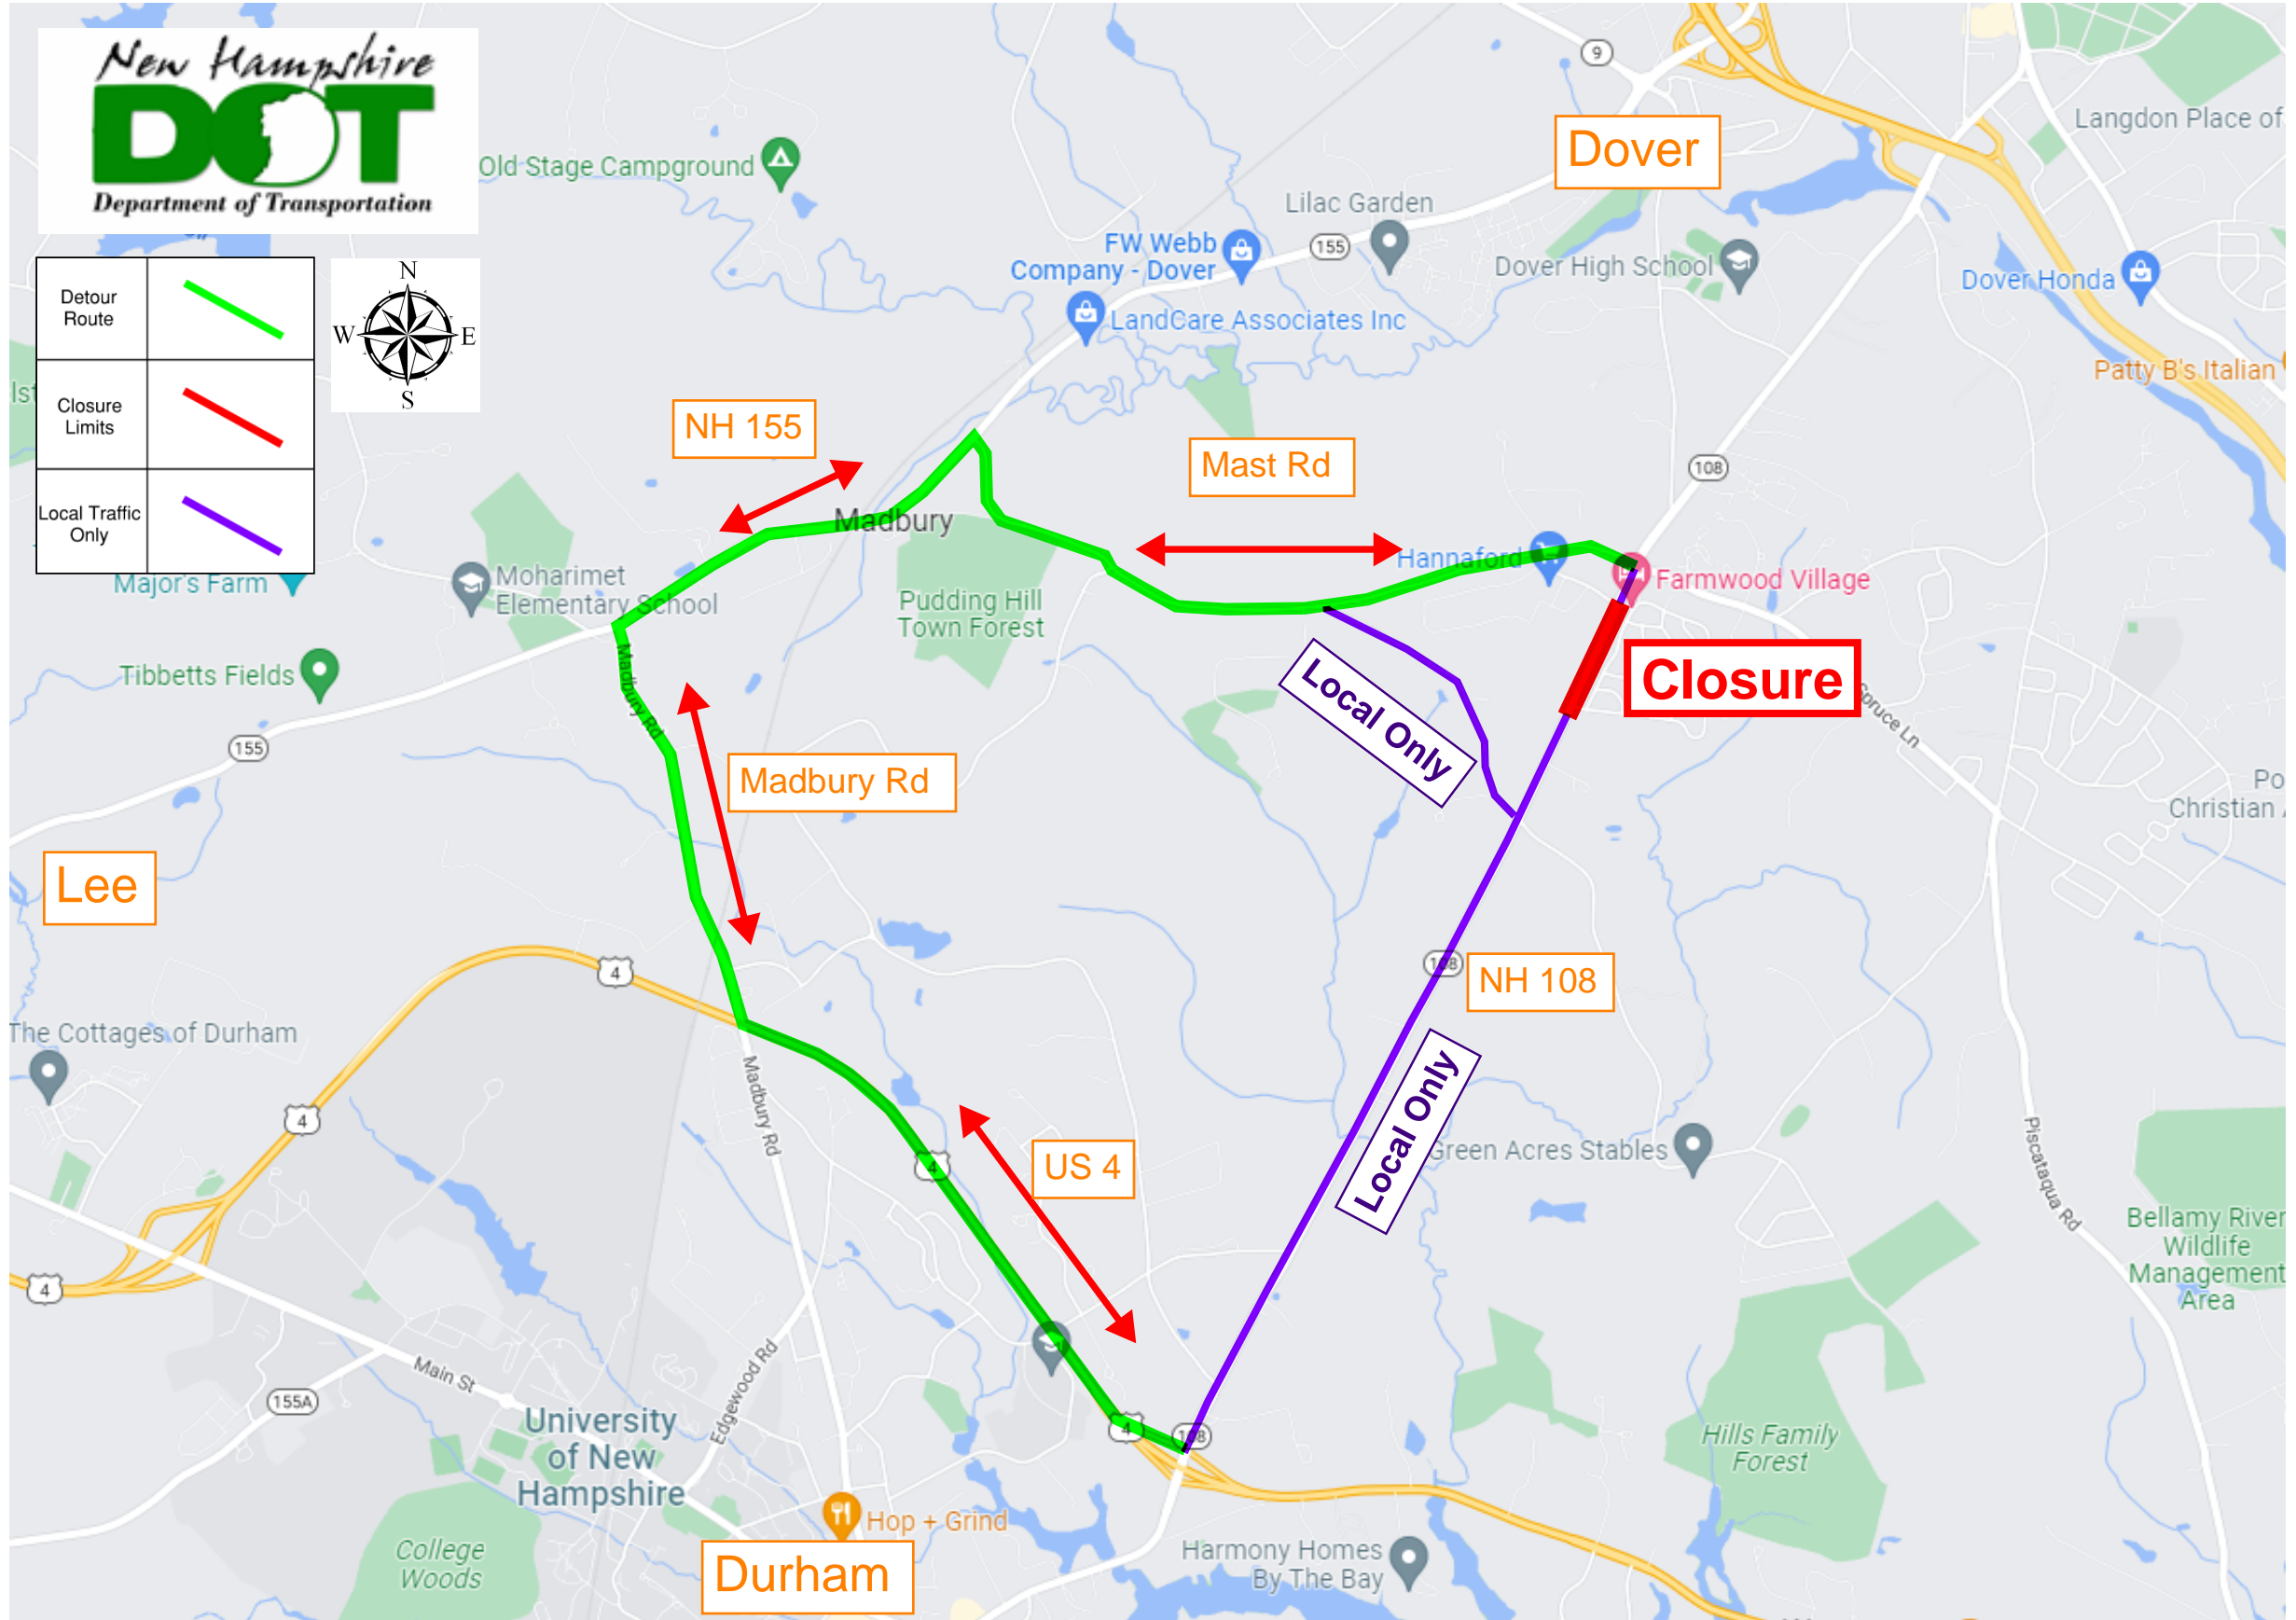 New Hampshire
DOT
Department of Transportation
Detour
Route
Closure
Limits
Local Traffic
Only
N
W
E
S
9
Dover
Langdon Place of
Old Stage Campground
Lilac Garden
155
FW Webb
Company - Dover
Dover High School
Dover Honda
LandCare Associates Inc
Patty B's Italian
NH 155
Mast Rd
108
Madbury
Hannaford
Farmwood Village
Major's Farm
Moharimet
Elementary School
Pudding Hill
Town Forest
Tibbetts Fields
Madbury Rd
Local Only
Closure
Spruce Ln
155
Madbury Rd
Po
Christian
Lee
4
108
NH 108
The Cottages of Durham
Madbury Rd
4
Local Only
Green Acres Stables
Piscataqua Rd
4
US 4
Bellamy River
Wildlife
Management
Area
4
Main St
Edgewood Rd
155A
University
of New
Hampshire
4
108
Hills Family
Forest
Hop + Grind
College
Woods
Durham
Harmony Homes
By The Bay